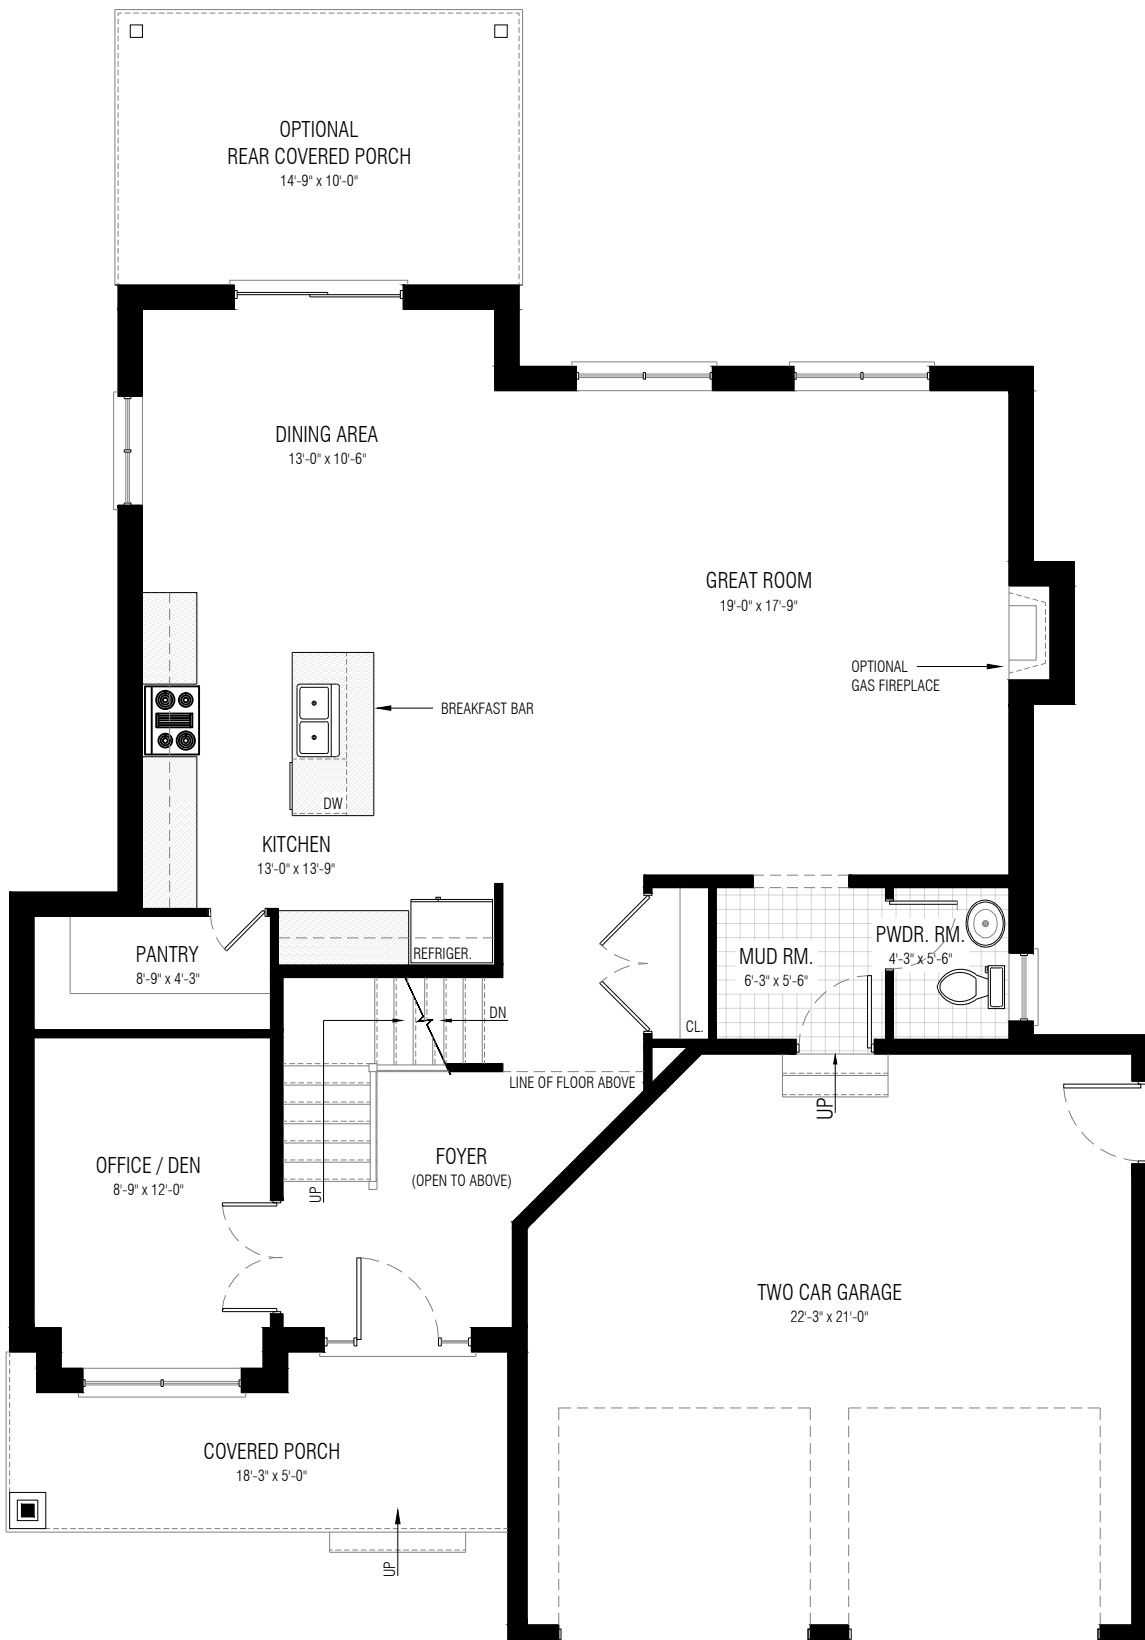 OPTIONAL
REAR COVERED PORCH
14'-9" x 10'-0"
DINING AREA
13'-0" x 10'-6"
GREAT ROOM
19'-0" x 17'-9"
OPTIONAL
GAS FIREPLACE
BREAKFAST BAR
DW
KITCHEN
13'-0" x 13'-9"
REFRIGER.
PANTRY
8'-9" x 4'-3"
MUD RM.
6'-3" x 5'-6"
PWDR. RM.
4'-3" x 5'-6"
CL.
DN
LINE OF FLOOR ABOVE
UP
UP
FOYER
(OPEN TO ABOVE)
OFFICE / DEN
8'-9" x 12'-0"
TWO CAR GARAGE
22'-3" x 21'-0"
COVERED PORCH
18'-3" x 5'-0"
UP